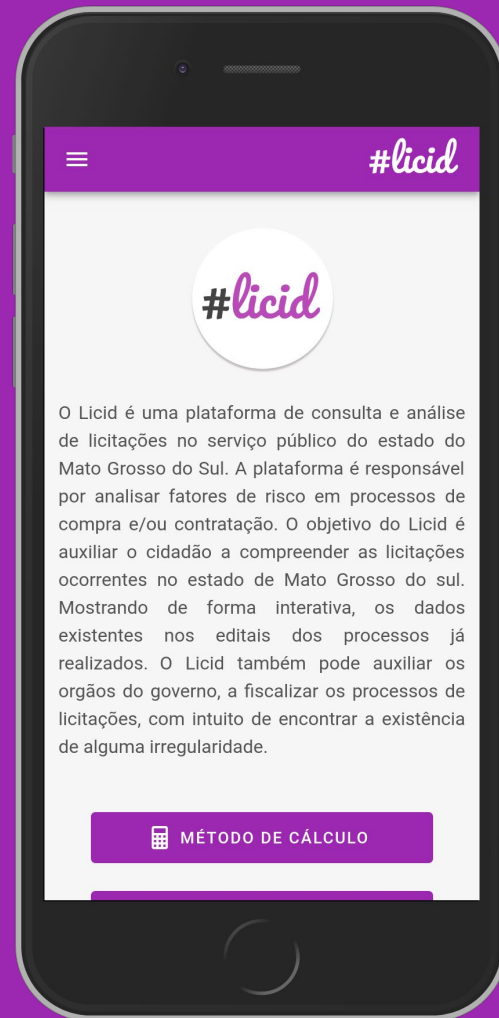 #licid
#licid
O Licid é uma plataforma de consulta e análise
de licitações no serviço público do estado do
Mato Grosso do Sul. A plataforma é responsável
por analisar fatores de risco em processos de
compra e/ou contratação. O objetivo do Licid é
auxiliar o cidadão a compreender as licitações
ocorrentes no estado de Mato Grosso do sul.
Mostrando de forma interativa, os dados
existentes nos editais dos processos já
realizados. O Licid também pode auxiliar os
orgãos do governo, a fiscalizar os processos de
licitações, com intuito de encontrar a existência
de alguma irregularidade.
MÉTODO DE CÁLCULO